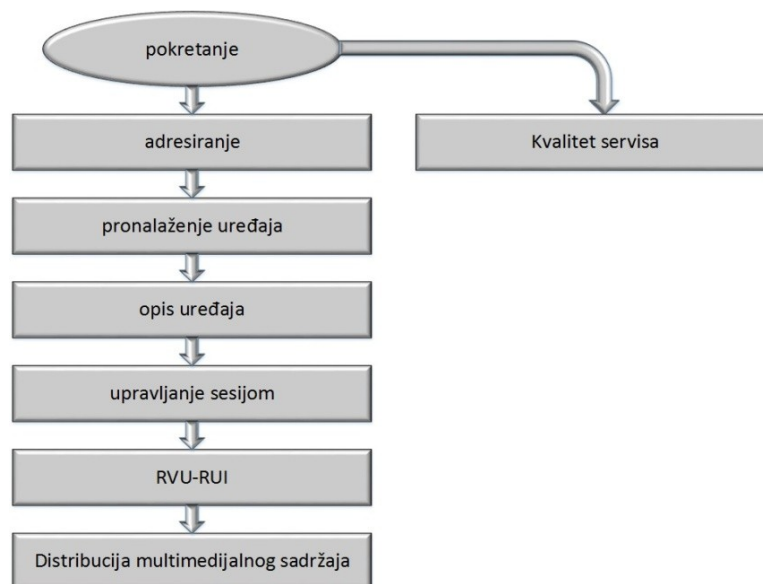 pokretanje
adresiranje
Kvalitet servisa
pronalaženje uređaja
opis uređaja
upravljanje sesijom
RVU-RUI
Distribucija multimedijalnog sadržaja